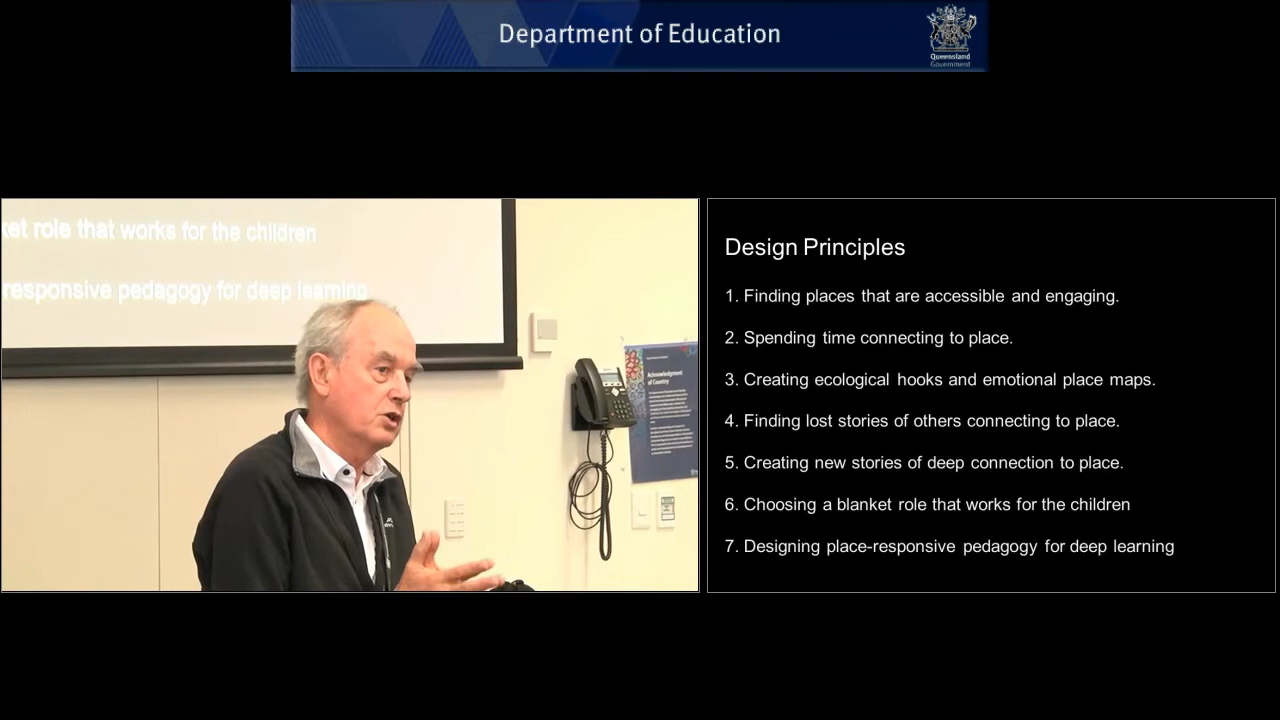 Department of Education
Queensland
Government
ket role that works for the children
responsive pedagogy for deep learning
Acknowledgment
of Country
Design Principles
1. Finding places that are accessible and engaging.
2. Spending time connecting to place.
3. Creating ecological hooks and emotional place maps.
4. Finding lost stories of others connecting to place.
5. Creating new stories of deep connection to place.
6. Choosing a blanket role that works for the children
7. Designing place-responsive pedagogy for deep learning